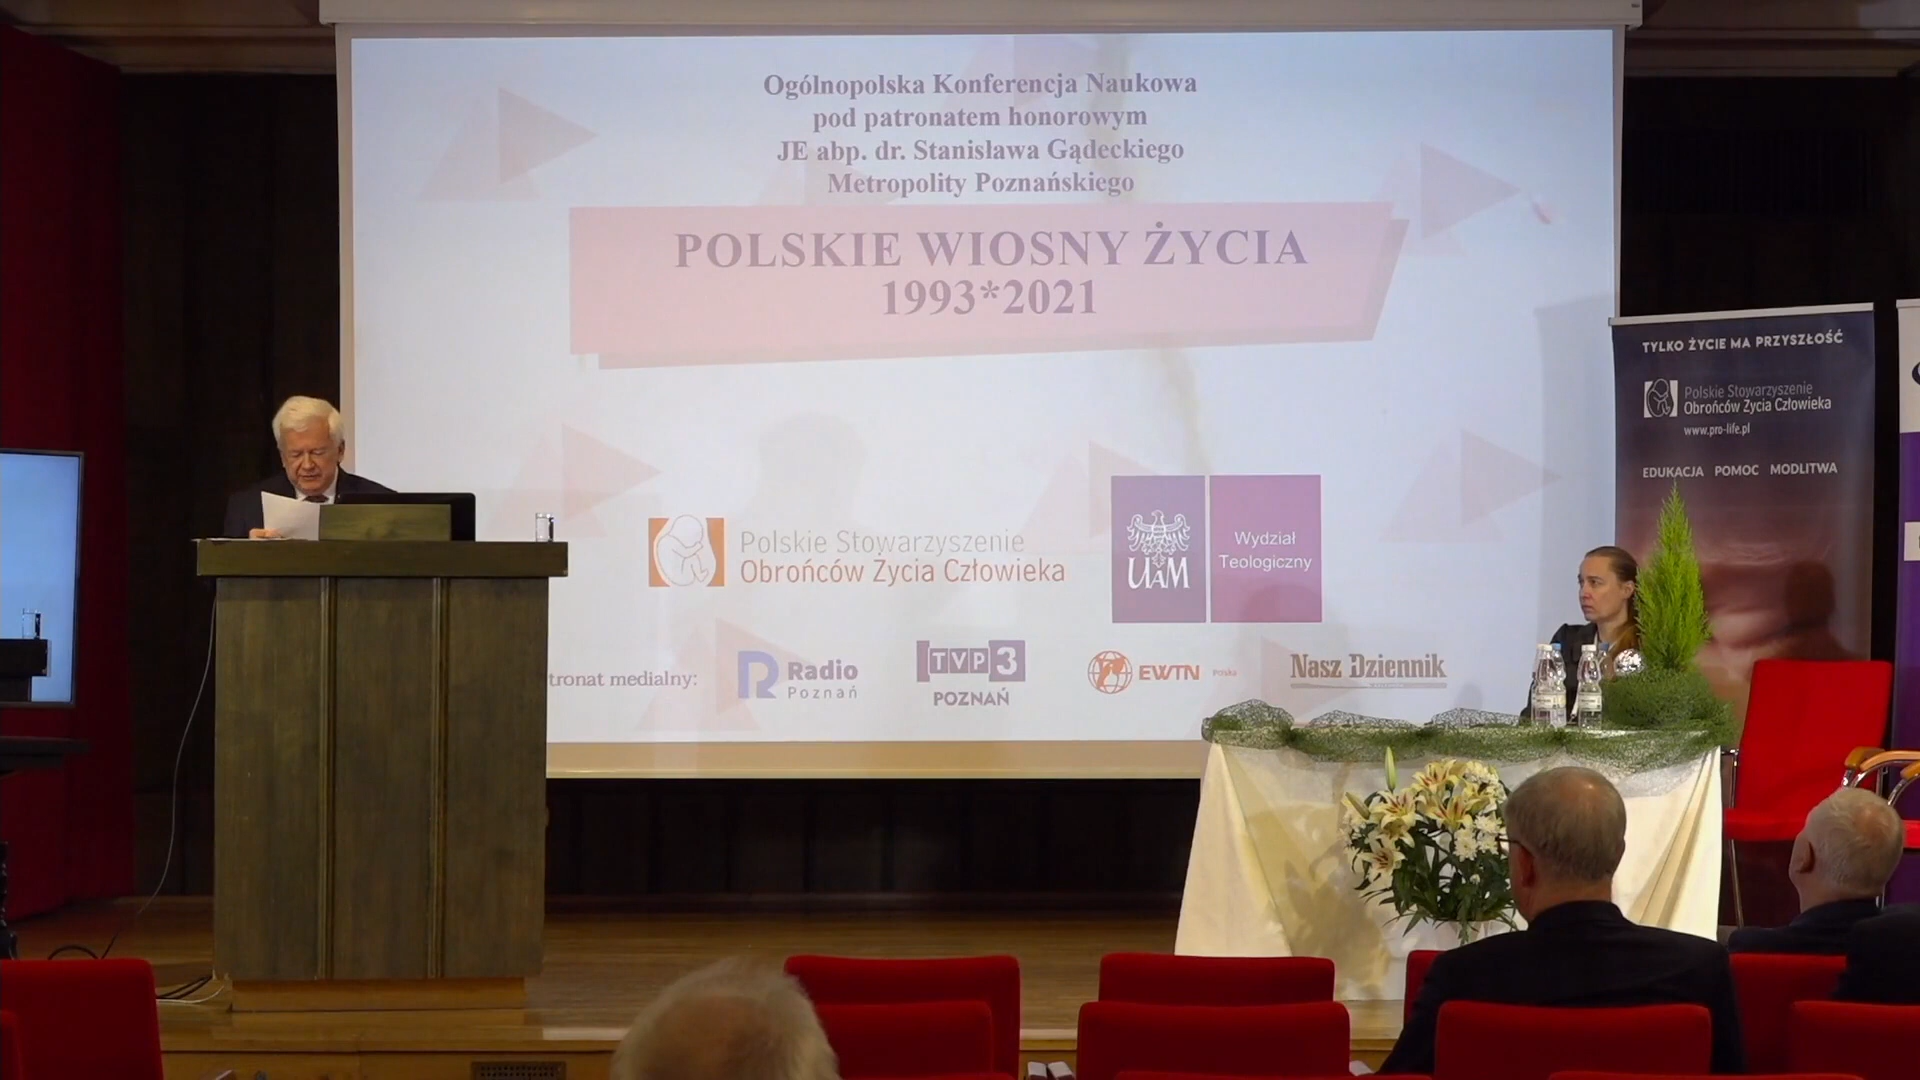 Ogólnopolska Konferencja Naukowa
pod patronatem honorowym
JE abp. dr. Stanisława Gądeckiego
Metropolity Poznańskiego
POLSKIE WIOSNY ŻYCIA
1993*2021
Polskie Stowarzyszenie
Obrońców Życia Człowieka
UAM
Wydział
Teologiczny
tronat medialny:
Radio
Poznań
TVP3
POZNAŃ
EWTN Polska
Nasz Dziennik
TYLKO ŻYCIE MA PRZYSZŁOŚĆ
Polskie Stowarzyszenie
Obrońców Życia Człowieka
www.pro-life.pl
EDUKACJA POMOC MODLITWA